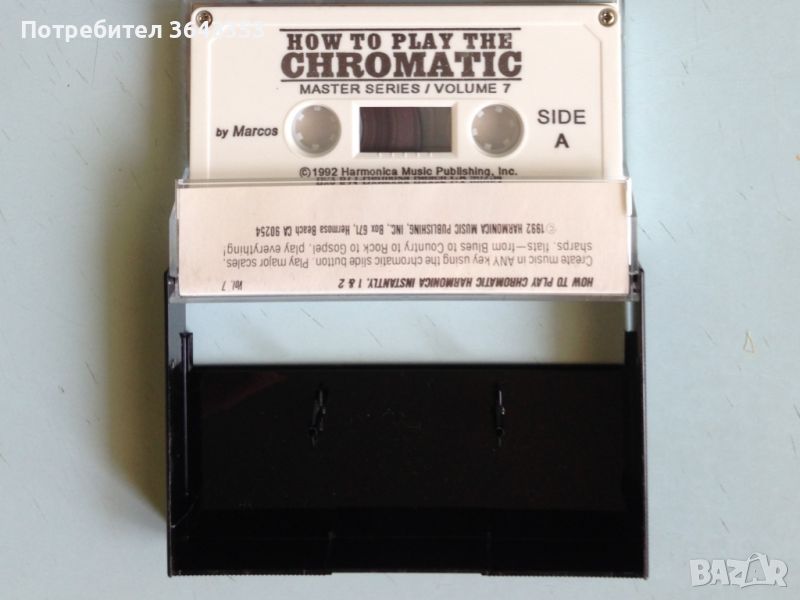 Потребител 3641553
HOW TO PLAY THE
CHROMATIC
MASTER SERIES / VOLUME 7
by Marcos
SIDE
A
©1992 Harmonica Music Publishing, Inc.
HOW TO PLAY CHROMATIC HARMONICA INSTANTLY, 1 & 2 Vol. 7
Create music in ANY key using the chromatic slide button. Play major scales,
sharps, flats—from Blues to Country to Rock to Gospel, play everything!
©1992 HARMONICA MUSIC PUBLISHING, INC., Box 671, Hermosa Beach CA 90254
BAZAR